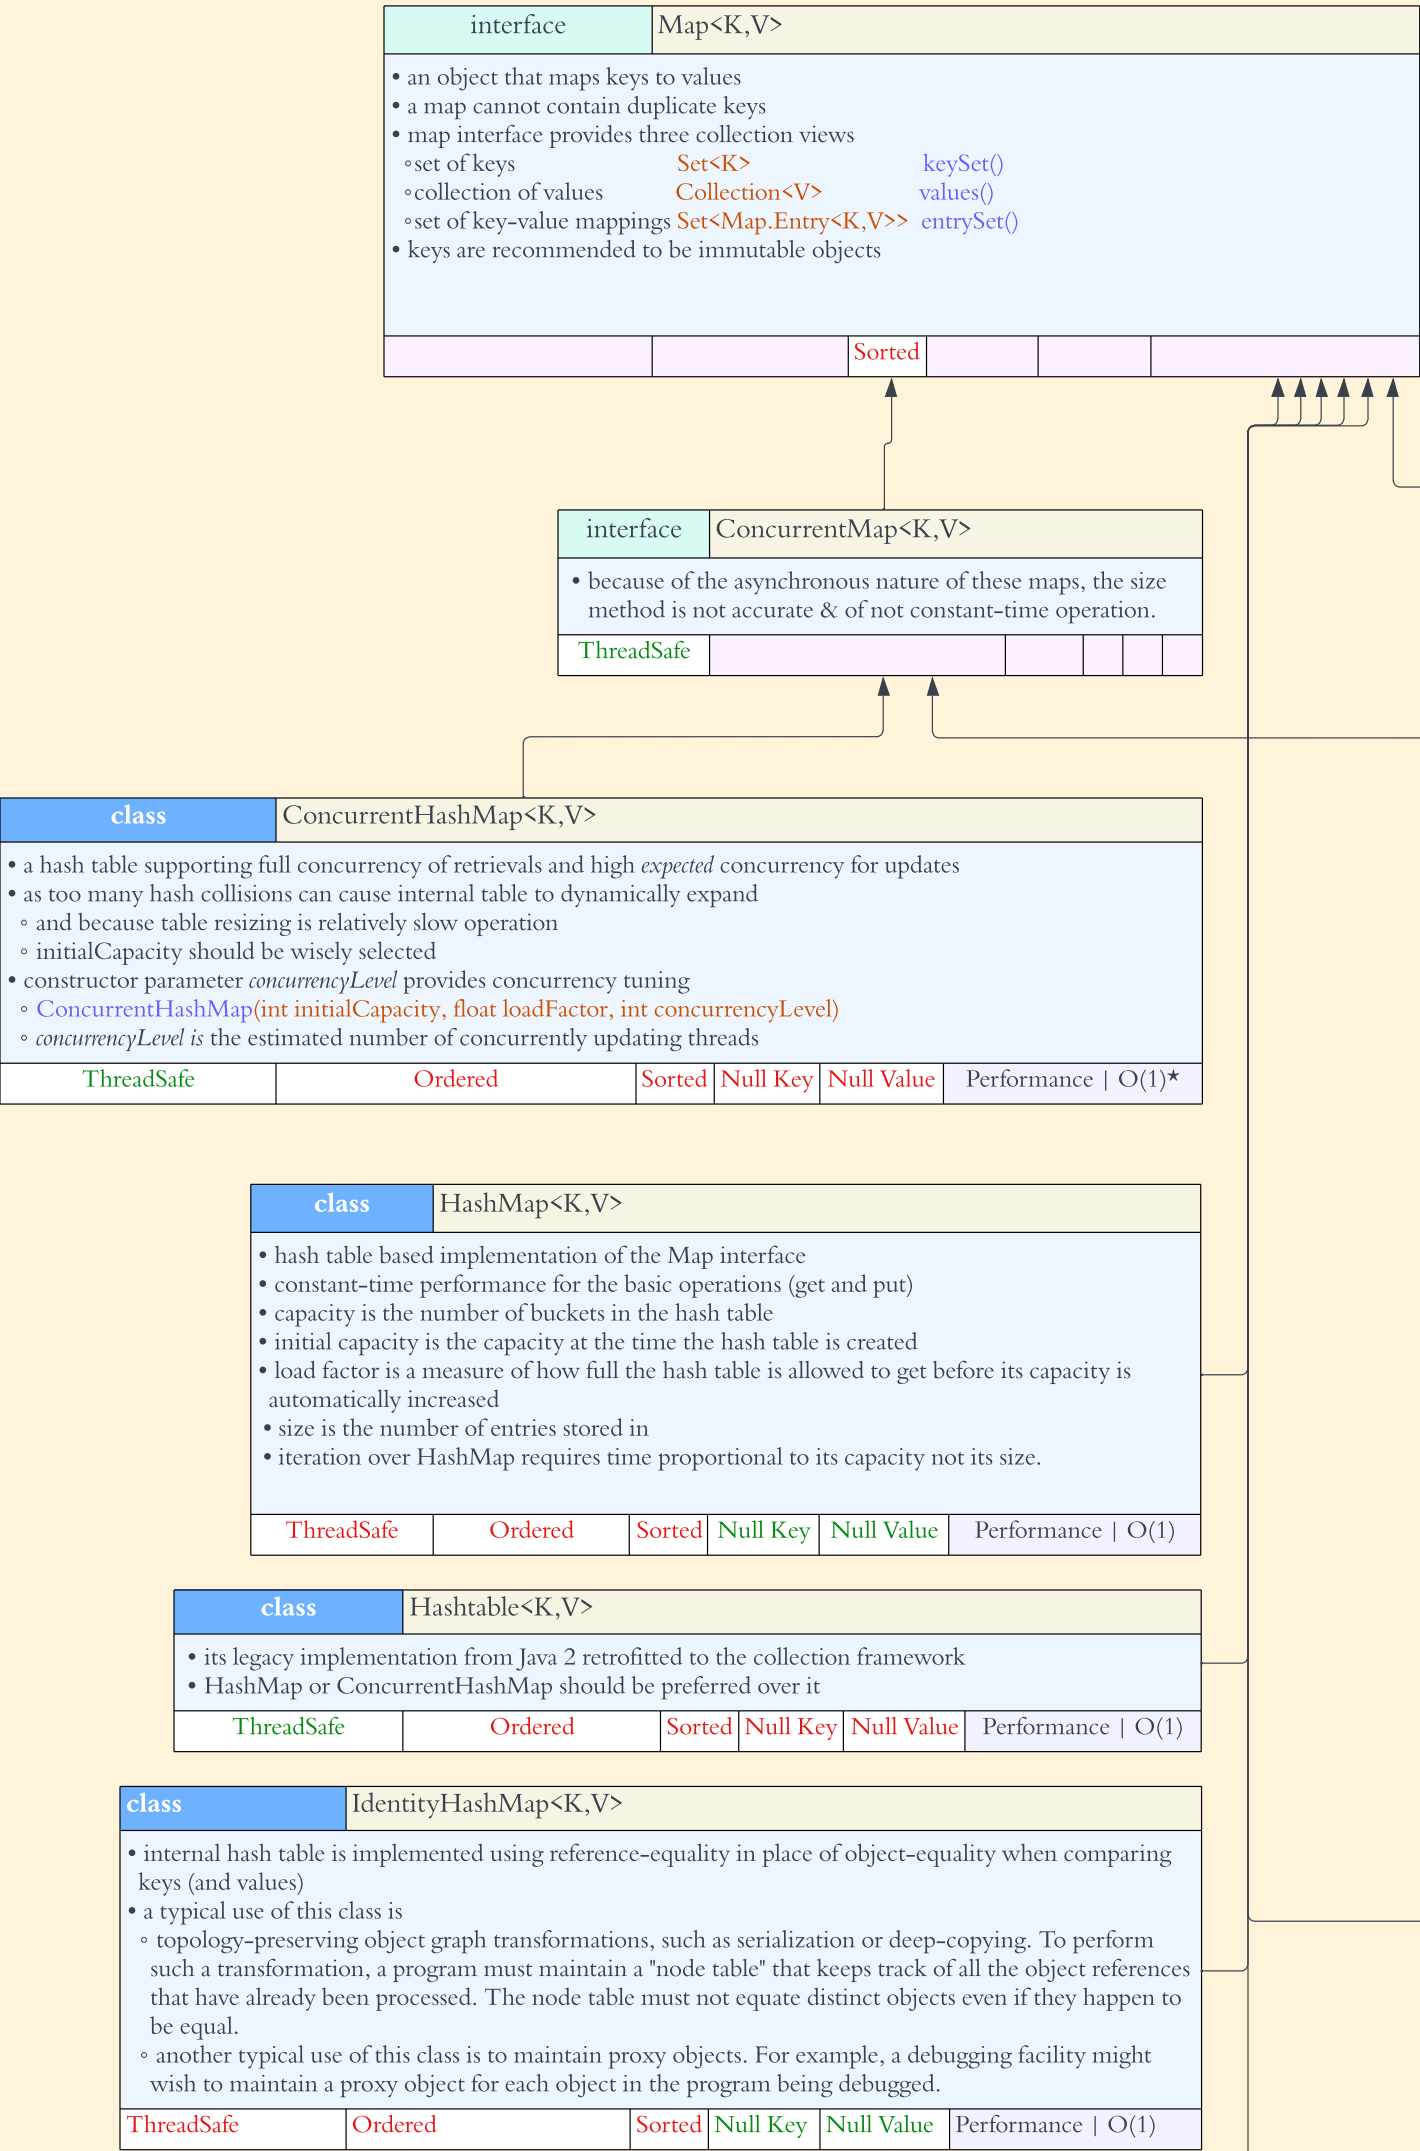 interface Map<K,V>
• an object that maps keys to values
• a map cannot contain duplicate keys
• map interface provides three collection views
◦set of keys Set<K> keySet()
◦collection of values Collection<V> values()
◦set of key-value mappings Set<Map.Entry<K,V>> entrySet()
• keys are recommended to be immutable objects
Sorted
interface ConcurrentMap<K,V>
• because of the asynchronous nature of these maps, the size
method is not accurate & of not constant-time operation.
ThreadSafe
class ConcurrentHashMap<K,V>
• a hash table supporting full concurrency of retrievals and high expected concurrency for updates
• as too many hash collisions can cause internal table to dynamically expand
◦ and because table resizing is relatively slow operation
◦ initialCapacity should be wisely selected
• constructor parameter concurrencyLevel provides concurrency tuning
◦ ConcurrentHashMap(int initialCapacity, float loadFactor, int concurrencyLevel)
◦ concurrencyLevel is the estimated number of concurrently updating threads
ThreadSafe Ordered Sorted Null Key Null Value Performance | O(1)★
class HashMap<K,V>
• hash table based implementation of the Map interface
• constant-time performance for the basic operations (get and put)
• capacity is the number of buckets in the hash table
• initial capacity is the capacity at the time the hash table is created
• load factor is a measure of how full the hash table is allowed to get before its capacity is
automatically increased
• size is the number of entries stored in
• iteration over HashMap requires time proportional to its capacity not its size.
ThreadSafe Ordered Sorted Null Key Null Value Performance | O(1)
class Hashtable<K,V>
• its legacy implementation from Java 2 retrofitted to the collection framework
• HashMap or ConcurrentHashMap should be preferred over it
ThreadSafe Ordered Sorted Null Key Null Value Performance | O(1)
class IdentityHashMap<K,V>
• internal hash table is implemented using reference-equality in place of object-equality when comparing
keys (and values)
• a typical use of this class is
◦ topology-preserving object graph transformations, such as serialization or deep-copying. To perform
such a transformation, a program must maintain a "node table" that keeps track of all the object references
that have already been processed. The node table must not equate distinct objects even if they happen to
be equal.
◦ another typical use of this class is to maintain proxy objects. For example, a debugging facility might
wish to maintain a proxy object for each object in the program being debugged.
ThreadSafe Ordered Sorted Null Key Null Value Performance | O(1)